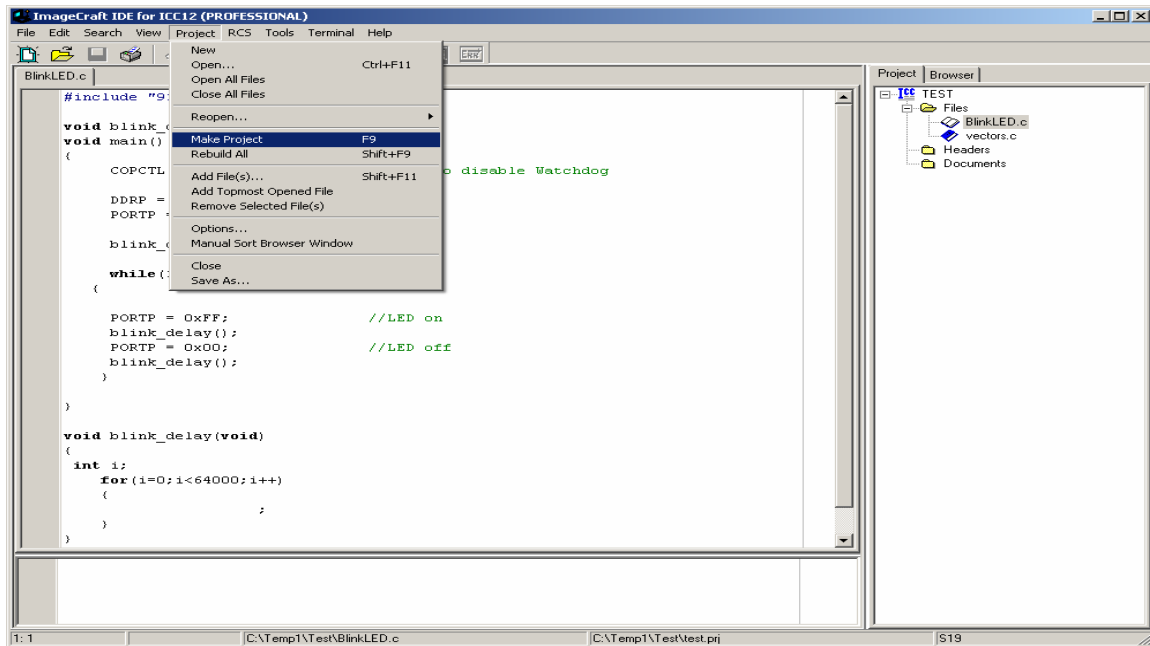 ImageCraft IDE for ICC12 (PROFESSIONAL)
File Edit Search View Project RCS Tools Terminal Help
New
Open... Ctrl+F11
Open All Files
Close All Files
Reopen...
Make Project F9
Rebuild All Shift+F9
Add File(s)... Shift+F11
Add Topmost Opened File
Remove Selected File(s)
Options...
Manual Sort Browser Window
Close
Save As...
ERR
BlinkLED.c
#include "9
void blink_
void main()
{
COPCTL o disable Watchdog
DDRP =
PORTP =
blink_
while(
{
PORTP = 0xFF; //LED on
blink_delay();
PORTP = 0x00; //LED off
blink_delay();
}
}
void blink_delay(void)
{
int i;
for(i=0;i<64000;i++)
{
;
}
}
Project Browser
ICC TEST
Files
BlinkLED.c
vectors.c
Headers
Documents
1: 1 C:\Temp1\Test\BlinkLED.c C:\Temp1\Test\test.prj S19